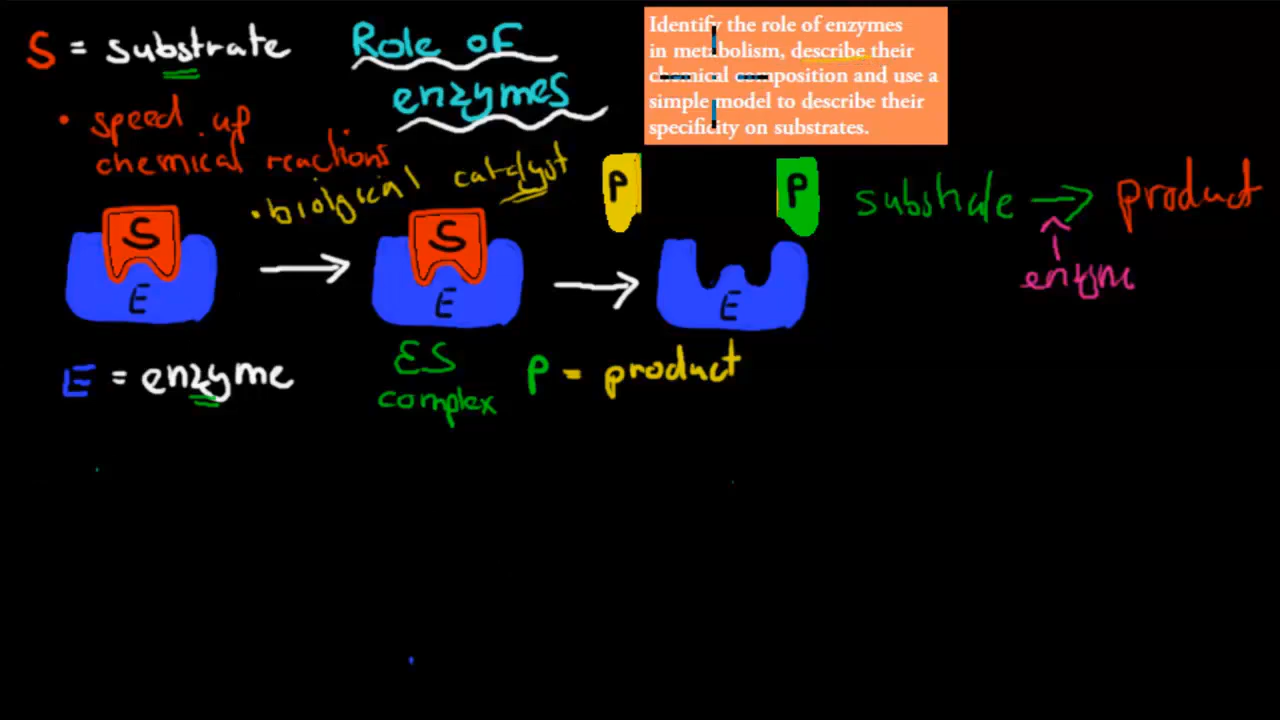 S = substrate
Role of
enzymes
Identify the role of enzymes
in metabolism, describe their
chemical composition and use a
simple model to describe their
specificity on substrates.
• speed up
chemical reactions
• biolgical catalyst
P
P
substrate → product
enzyme
S
E
S
E
E
E = enzyme
ES
complex
P = product